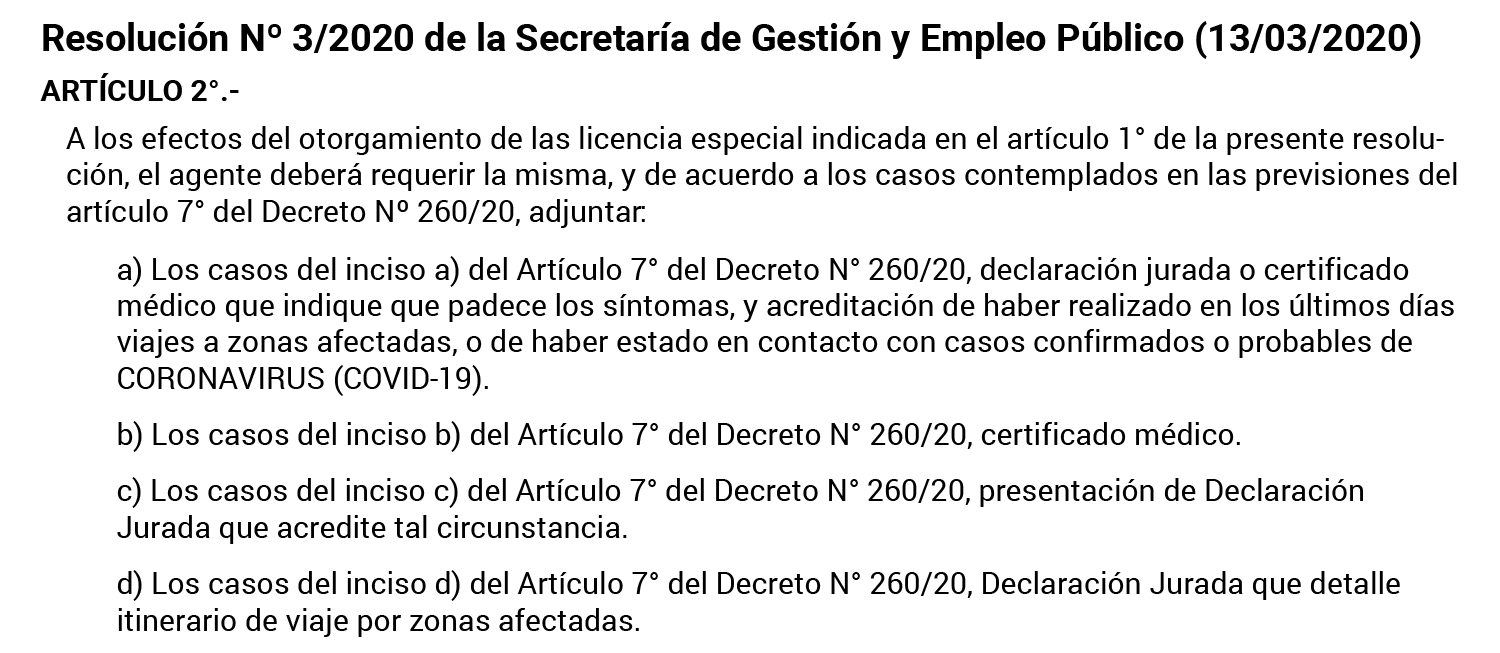 Resolución Nº 3/2020 de la Secretaría de Gestión y Empleo Público (13/03/2020)
ARTÍCULO 2°.-
A los efectos del otorgamiento de las licencia especial indicada en el artículo 1° de la presente resolu-
ción, el agente deberá requerir la misma, y de acuerdo a los casos contemplados en las previsiones del
artículo 7° del Decreto Nº 260/20, adjuntar:
a) Los casos del inciso a) del Artículo 7° del Decreto N° 260/20, declaración jurada o certificado
médico que indique que padece los síntomas, y acreditación de haber realizado en los últimos días
viajes a zonas afectadas, o de haber estado en contacto con casos confirmados o probables de
CORONAVIRUS (COVID-19).
b) Los casos del inciso b) del Artículo 7° del Decreto N° 260/20, certificado médico.
c) Los casos del inciso c) del Artículo 7° del Decreto N° 260/20, presentación de Declaración
Jurada que acredite tal circunstancia.
d) Los casos del inciso d) del Artículo 7° del Decreto N° 260/20, Declaración Jurada que detalle
itinerario de viaje por zonas afectadas.